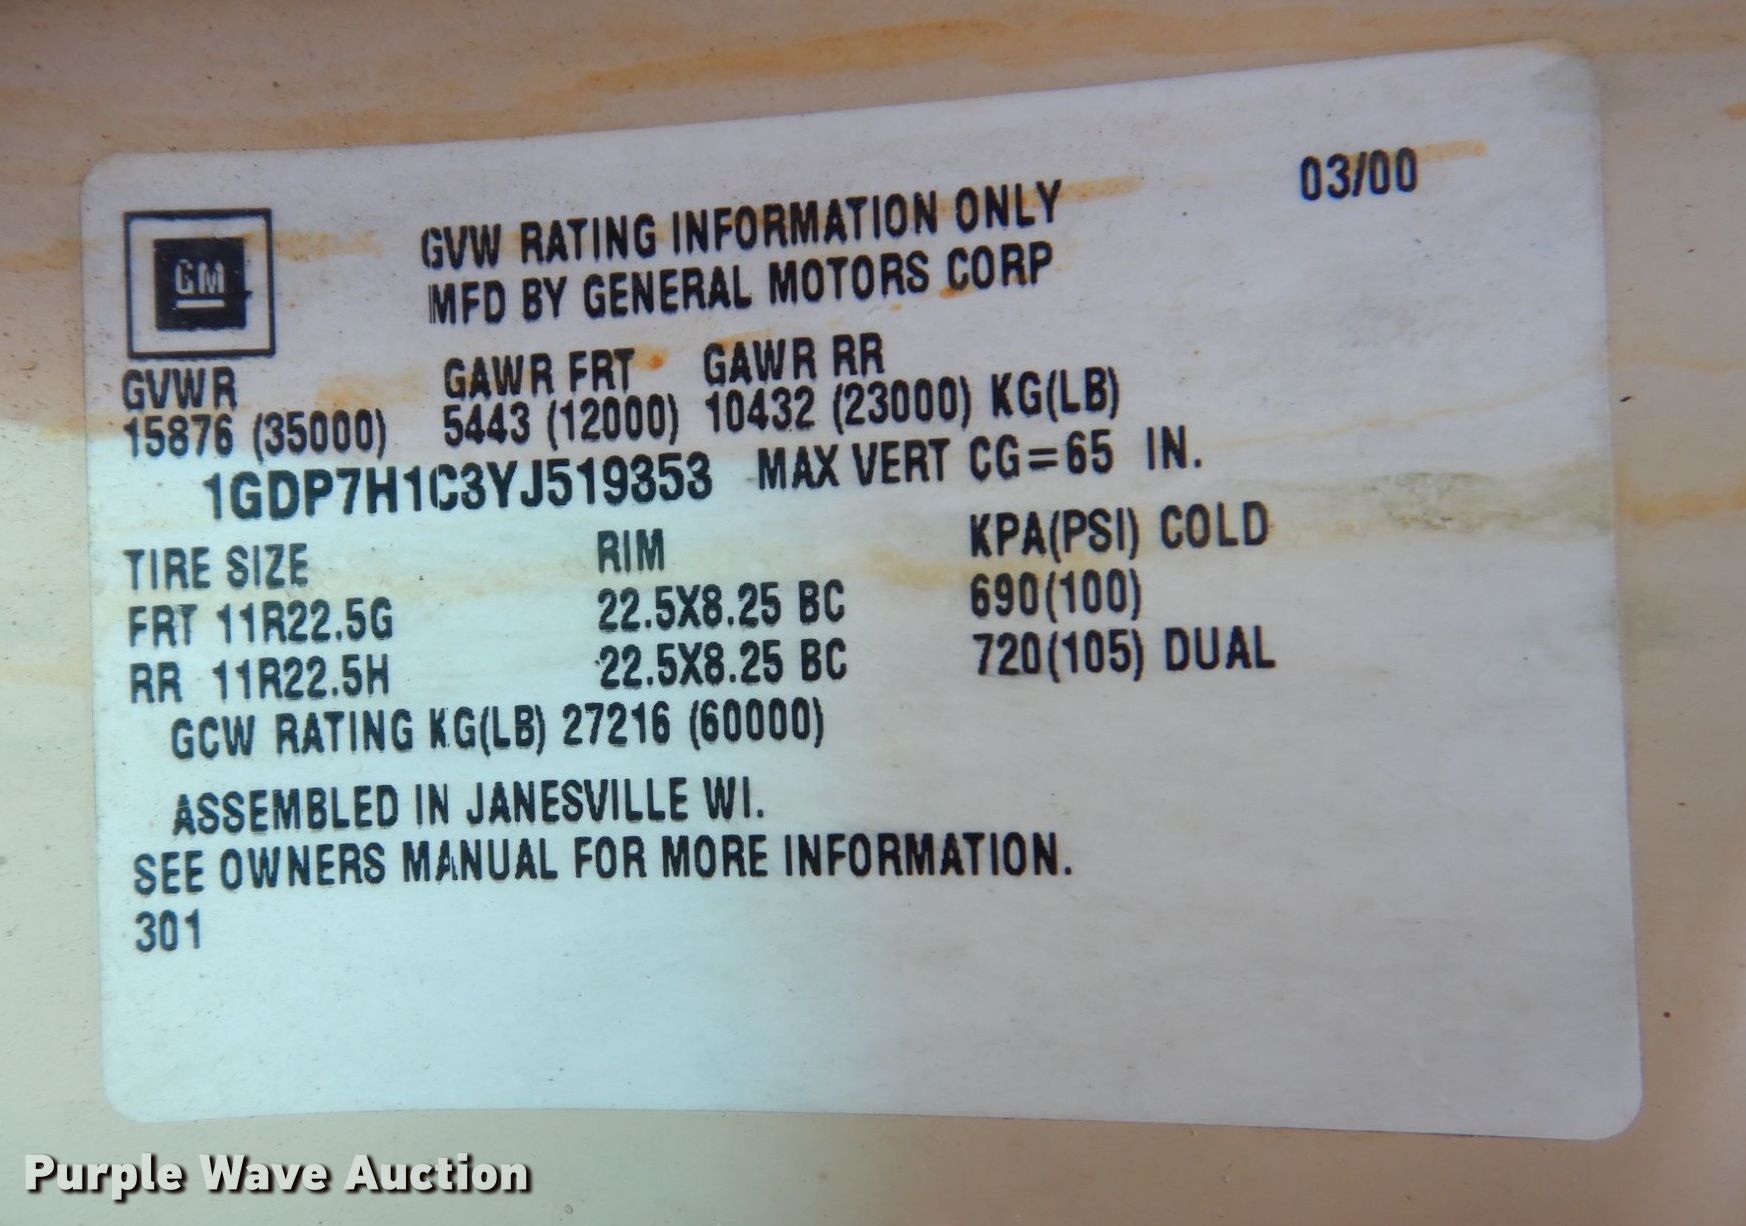 03/00
GM
GVW RATING INFORMATION ONLY
MFD BY GENERAL MOTORS CORP
GVWR GAWR FRT GAWR RR
15876 (35000) 5443 (12000) 10432 (23000) KG(LB)
1GDP7H1C3YJ519353 MAX VERT CG=65 IN.
TIRE SIZE RIM KPA(PSI) COLD
FRT 11R22.5G 22.5X8.25 BC 690(100)
RR 11R22.5H 22.5X8.25 BC 720(105) DUAL
GCW RATING KG(LB) 27216 (60000)
ASSEMBLED IN JANESVILLE WI.
SEE OWNERS MANUAL FOR MORE INFORMATION.
301
Purple Wave Auction